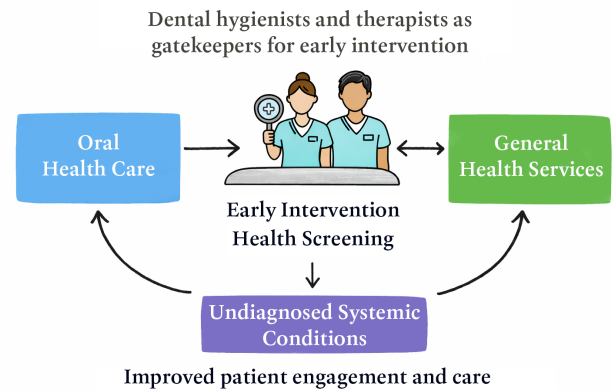 Dental hygienists and therapists as
gatekeepers for early intervention
Oral
Health Care
General
Health Services
Early Intervention
Health Screening
Undiagnosed Systemic
Conditions
Improved patient engagement and care